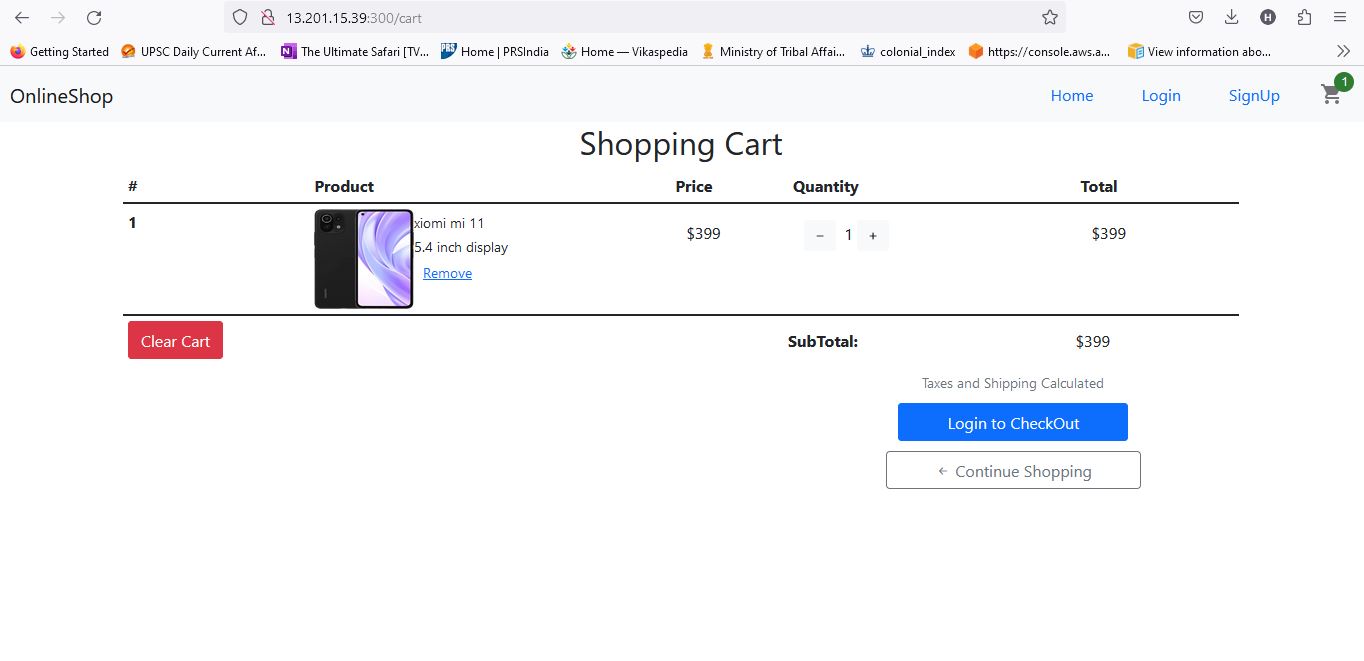 13.201.15.39:300/cart
Getting Started UPSC Daily Current Af... The Ultimate Safari [TV... Home | PRSIndia Home — Vikaspedia Ministry of Tribal Affai... colonial_index https://console.aws.a... View information abo...
OnlineShop Home Login SignUp 1
Shopping Cart
# Product Price Quantity Total
1 xiomi mi 11
$399 − 1 + $399
5.4 inch display
Remove
Clear Cart SubTotal: $399
Taxes and Shipping Calculated
Login to CheckOut
← Continue Shopping